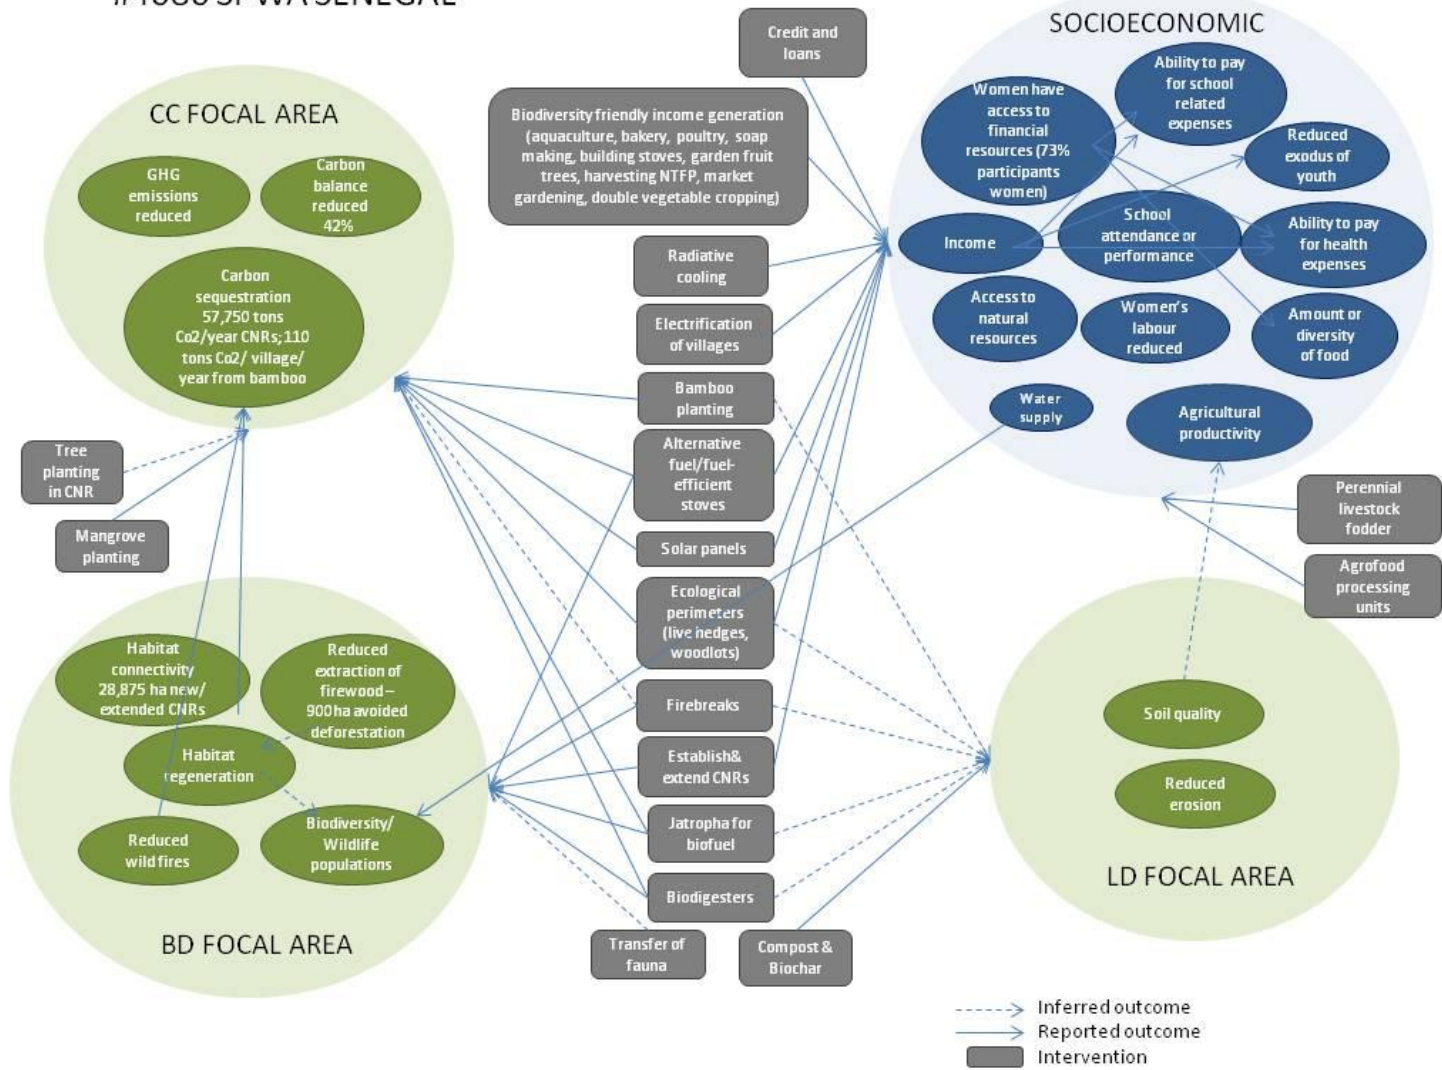 SENEGAL
CC FOCAL AREA
GHG
emissions
reduced
Carbon
balance
reduced
42%
Carbon
sequestration
57,750 tons
Co2/year CNRs; 110
tons Co2/ village/
year from bamboo
Tree
planting
in CNR
Mangrove
planting
Habitat
connectivity
28,875 ha new/
extended CNRs
Reduced
extraction of
firewood –
900ha avoided
deforestation
Habitat
regeneration
Reduced
wild fires
Biodiversity/
Wildlife
populations
BD FOCAL AREA
Credit and
loans
Biodiversity friendly income generation
(aquaculture, bakery, poultry, soap
making, building stoves, garden fruit
trees, harvesting NTFP, market
gardening, double vegetable cropping)
Radiative
cooling
Electrification
of villages
Bamboo
planting
Alternative
fuel/fuel-
efficient
stoves
Solar panels
Ecological
perimeters
(live hedges,
woodlots)
Firebreaks
Establish&
extend CNRs
Jatropha for
biofuel
Biodigesters
Transfer of
fauna
Compost &
Biochar
SOCIOECONOMIC
Women have
access to
financial
resources (73%
participants
women)
Ability to pay
for school
related
expenses
Reduced
exodus of
youth
Income
School
attendance or
performance
Ability to pay
for health
expenses
Access to
natural
resources
Women's
labour
reduced
Amount or
diversity
of food
Water
supply
Agricultural
productivity
Perennial
livestock
fodder
Agrofood
processing
units
Soil quality
Reduced
erosion
LD FOCAL AREA
Inferred outcome
Reported outcome
Intervention